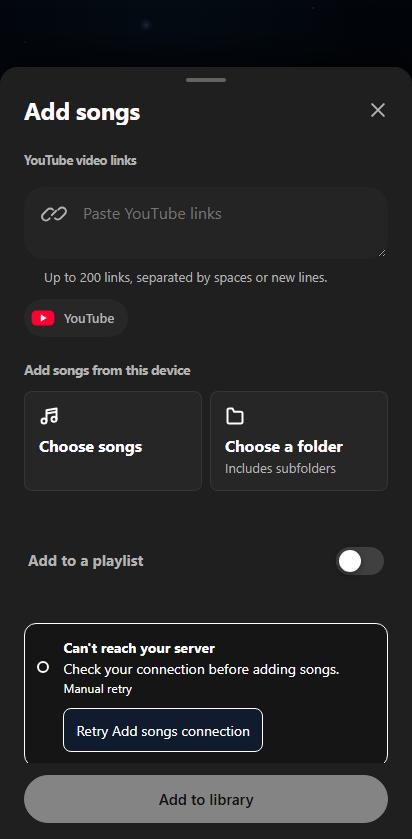 Add songs
YouTube video links
Paste YouTube links
Up to 200 links, separated by spaces or new lines.
YouTube
Add songs from this device
Choose songs
Choose a folder
Includes subfolders
Add to a playlist
Can't reach your server
Check your connection before adding songs.
Manual retry
Retry Add songs connection
Add to library